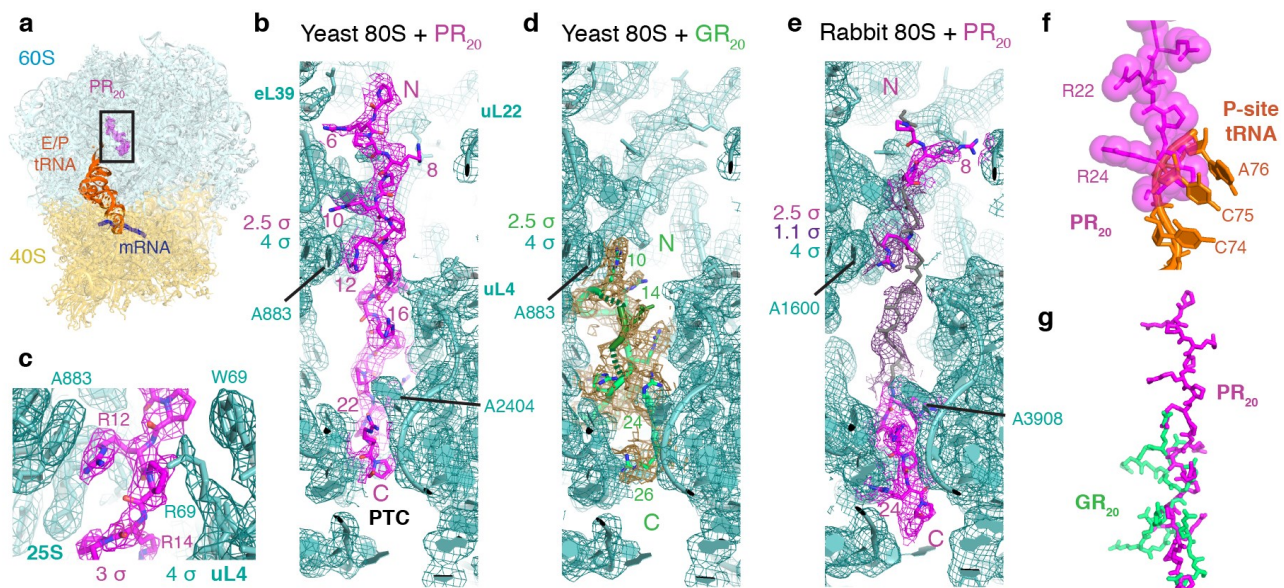 a
60S
PR20
E/P
tRNA
mRNA
40S
b
Yeast 80S + PR20
eL39
N
uL22
6
8
10
2.5 σ
4 σ
12
A883
uL4
16
22
A2404
C
PTC
c
A883
W69
R12
R69
R14
25S
3 σ
4 σ
uL4
d
Yeast 80S + GR20
2.5 σ
4 σ
N
10
14
A883
24
26
C
e
Rabbit 80S + PR20
N
8
2.5 σ
1.1 σ
4 σ
A1600
A3908
24
C
f
R22
P-site
tRNA
R24
A76
C75
PR20
C74
g
PR20
GR20